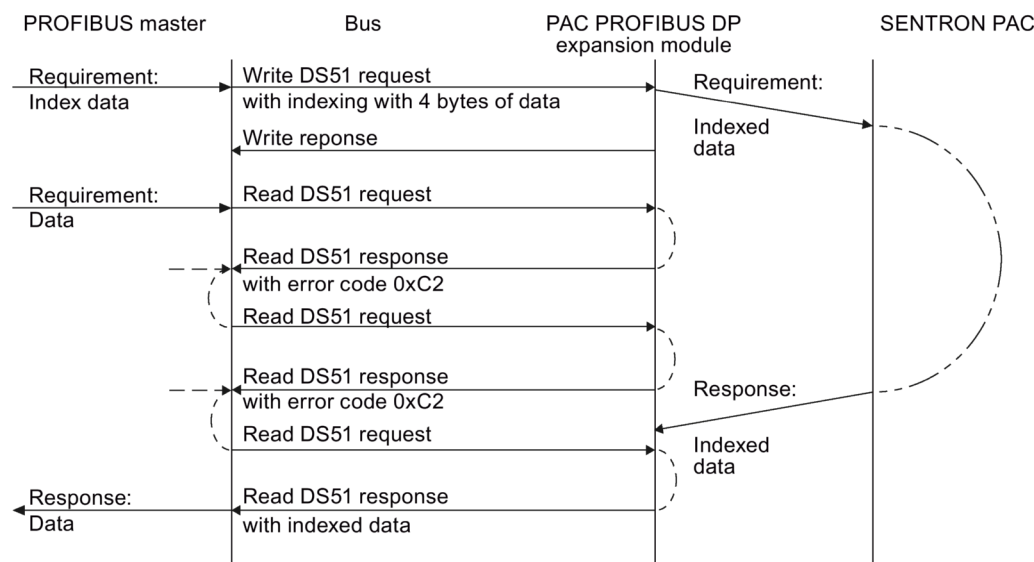 PROFIBUS master
Bus
PAC PROFIBUS DP
expansion module
SENTRON PAC
Requirement:
Index data
Write DS51 request
with indexing with 4 bytes of data
Requirement:
Indexed
data
Write reponse
Requirement:
Data
Read DS51 request
Read DS51 response
with error code 0xC2
Read DS51 request
Read DS51 response
with error code 0xC2
Response:
Indexed
data
Read DS51 request
Response:
Data
Read DS51 response
with indexed data